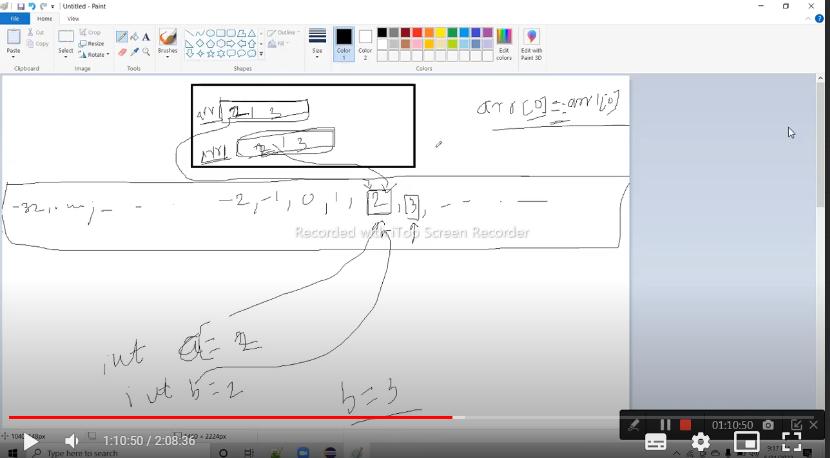 Untitled - Paint
File Home View
Paste
Cut
Copy
Clipboard
Select
Crop
Resize
Rotate
Image
Tools
Brushes
Shapes
Outline
Fill
Size
Color 1
Color 2
Colors
Edit colors
Edit with Paint 3D
arr 2 1 3
arr[0] == arr1[0]
arr1 2 1 3
-2, -1, 0, 1, 2, 3, - - . —
Recorded with iTop Screen Recorder
int a = 2
int b = 2
b = 3
01:10:50
1:10:50 / 2:08:36
Type here to search